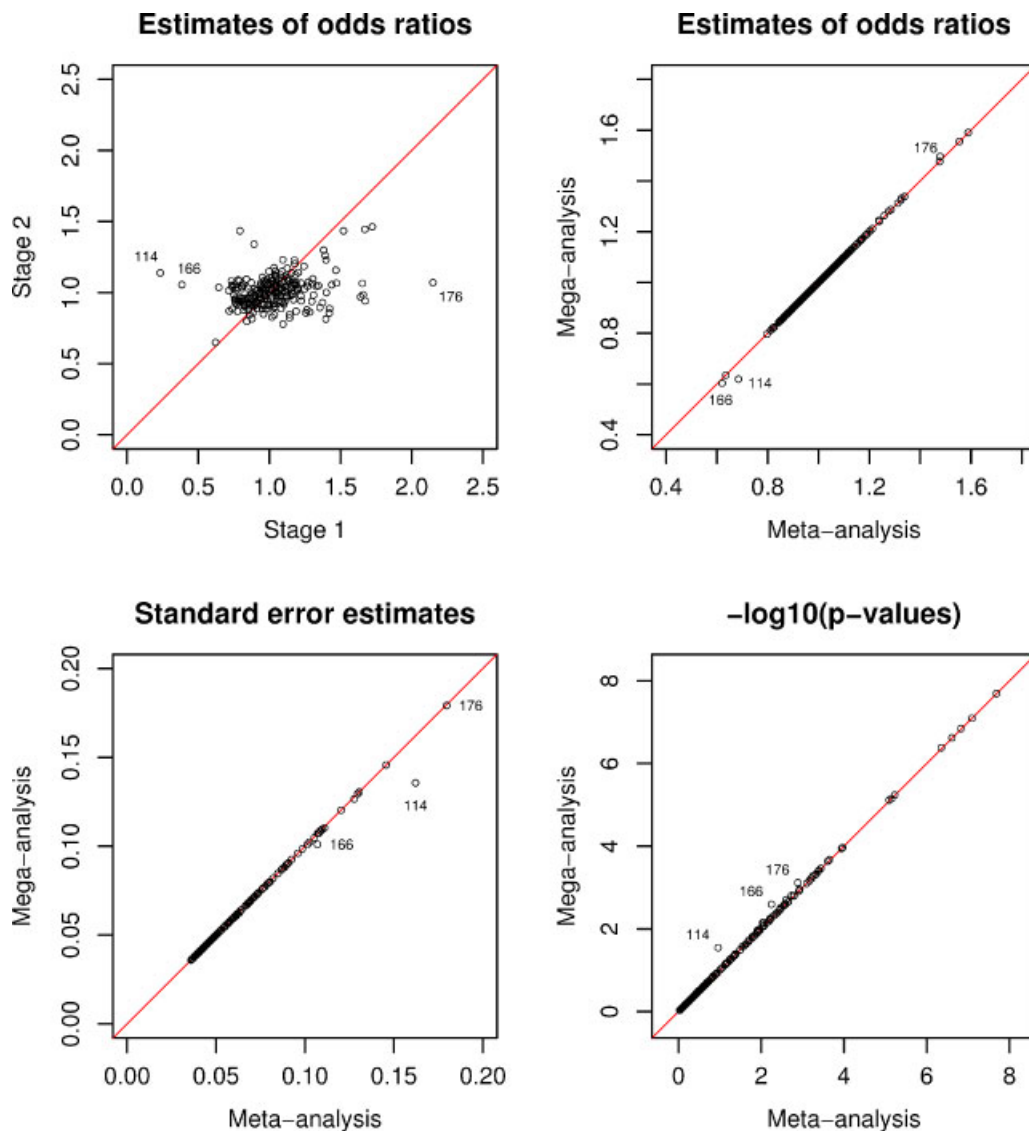 Estimates of odds ratios
Stage 2
2.5
2.0
1.5
1.0
0.5
0.0
114
166
176
0.0 0.5 1.0 1.5 2.0 2.5
Stage 1
Estimates of odds ratios
Mega−analysis
1.6
1.2
0.8
0.4
176
114
166
0.4 0.8 1.2 1.6
Meta−analysis
Standard error estimates
Mega−analysis
0.20
0.15
0.10
0.05
0.00
176
114
166
0.00 0.05 0.10 0.15 0.20
Meta−analysis
−log10(p−values)
Mega−analysis
8
6
4
2
0
176
166
114
0 2 4 6 8
Meta−analysis